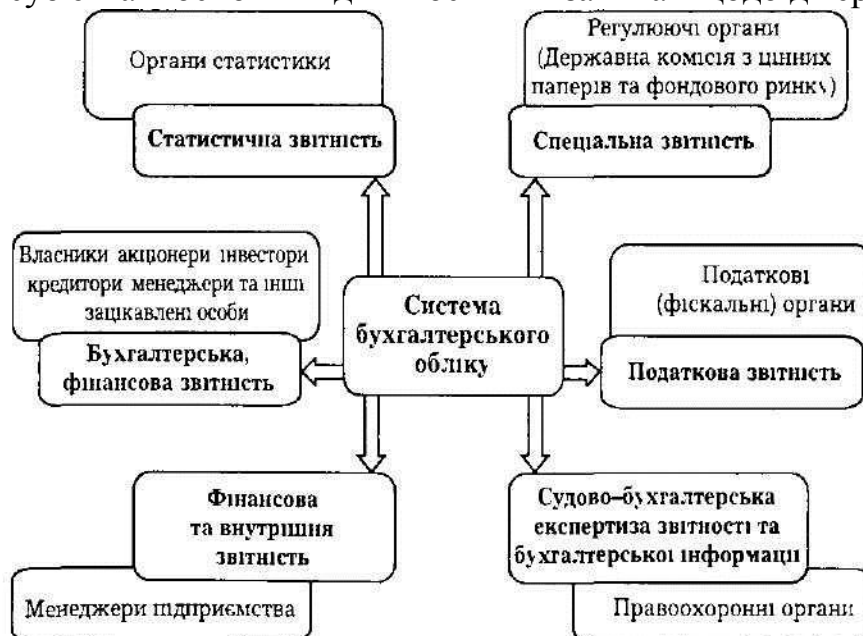 Органи статистики
Статистична звітність
Регулюючі органи
(Державна комісія з цінних
паперів та фондового ринку)
Спеціальна звітність
Власники акціонери інвестори
кредитори менеджери та інші
зацікавлені особи
Бухгалтерська,
фінансова звітність
Система
бухгалтерського
обліку
Податкові
(фіскальні) органи
Податкова звітність
Фінансова
та внутрішня
звітність
Менеджери підприємства
Судово–бухгалтерська
експертиза звітності та
бухгалтерської інформації
Правоохоронні органи